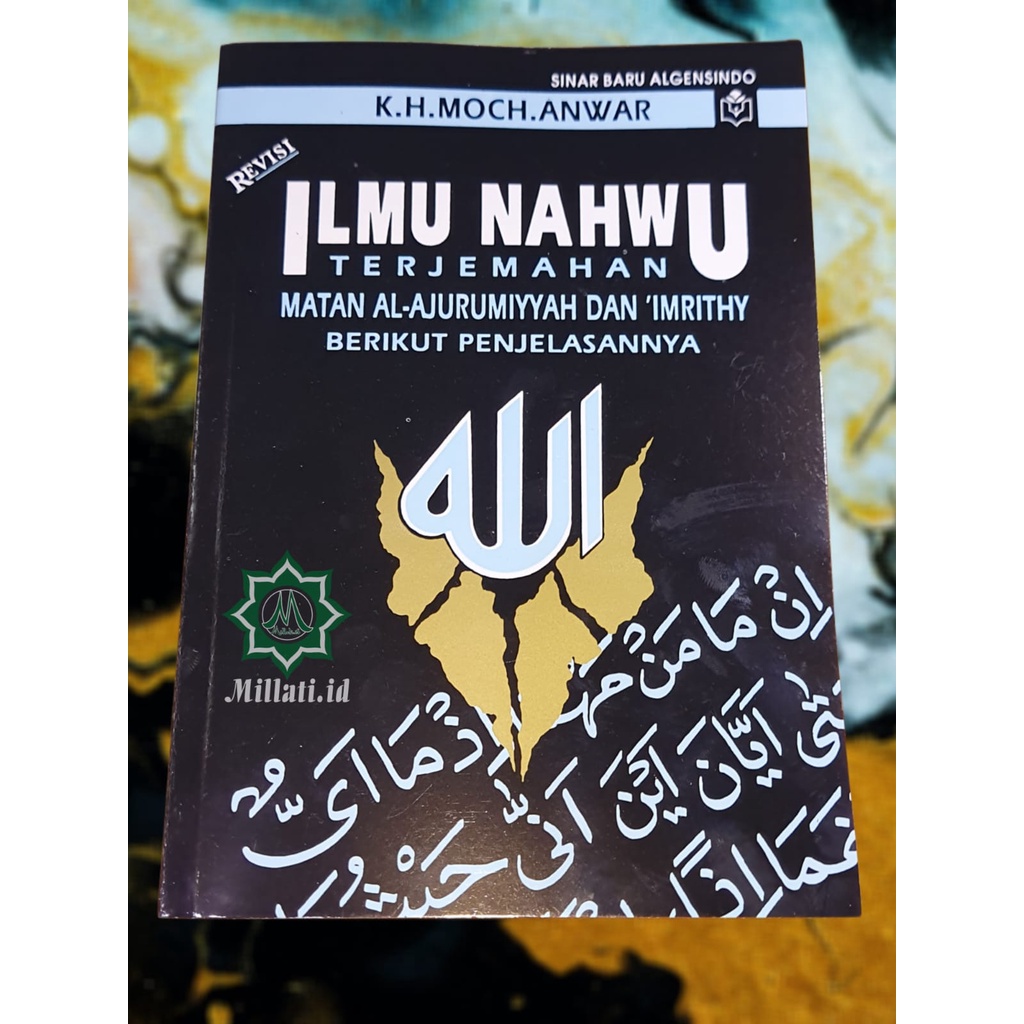 SINAR BARU ALGENSINDO
K.H.MOCH.ANWAR
REVISI
ILMU NAHWU
TERJEMAHAN
MATAN AL-AJURUMIYYAH DAN 'IMRITHY
BERIKUT PENJELASANNYA
الله
إِنْ مَا مَنْ مَهْمَا
إِذْمَا أَيٌّ
مَتَى أَيَّانَ أَيْنَ أَنَّى حَيْثُمَا
إِذًا
Millati.id